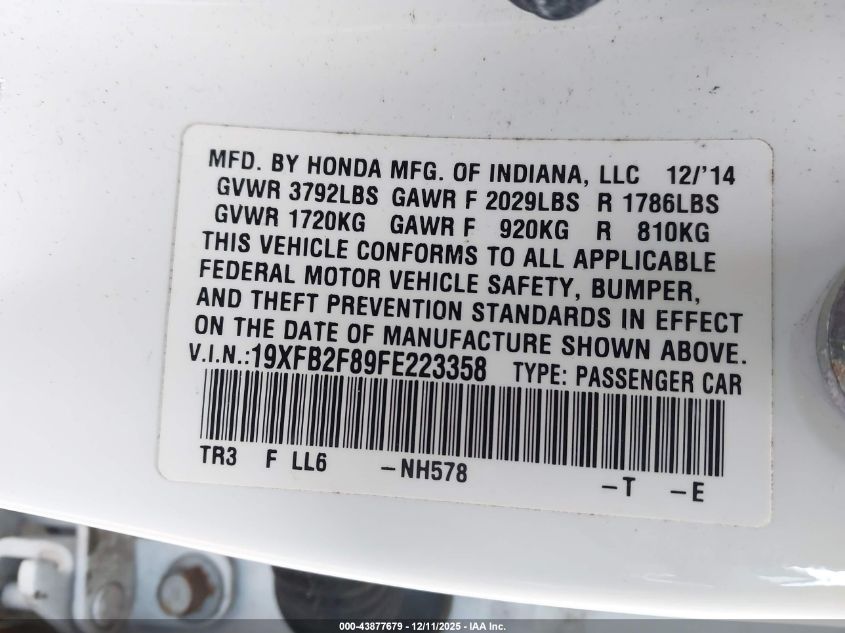 MFD. BY HONDA MFG. OF INDIANA, LLC 12/'14
GVWR 3792LBS GAWR F 2029LBS R 1786LBS
GVWR 1720KG GAWR F 920KG R 810KG
THIS VEHICLE CONFORMS TO ALL APPLICABLE
FEDERAL MOTOR VEHICLE SAFETY, BUMPER,
AND THEFT PREVENTION STANDARDS IN EFFECT
ON THE DATE OF MANUFACTURE SHOWN ABOVE.
V.I.N.:19XFB2F89FE223358 TYPE: PASSENGER CAR
TR3 F LL6 -NH578 -T -E
000-43877679 - 12/11/2025 - IAA Inc.